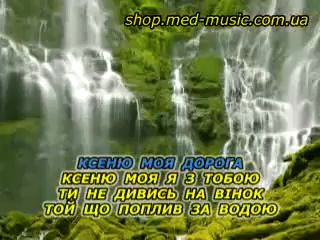 shop.med-music.com.ua
КСЕНЮ МОЯ ДОРОГА
КСЕНЮ МОЯ Я З ТОБОЮ
ТИ НЕ ДИВИСЬ НА ВІНОК
ТОЙ ЩО ПОПЛИВ ЗА ВОДОЮ